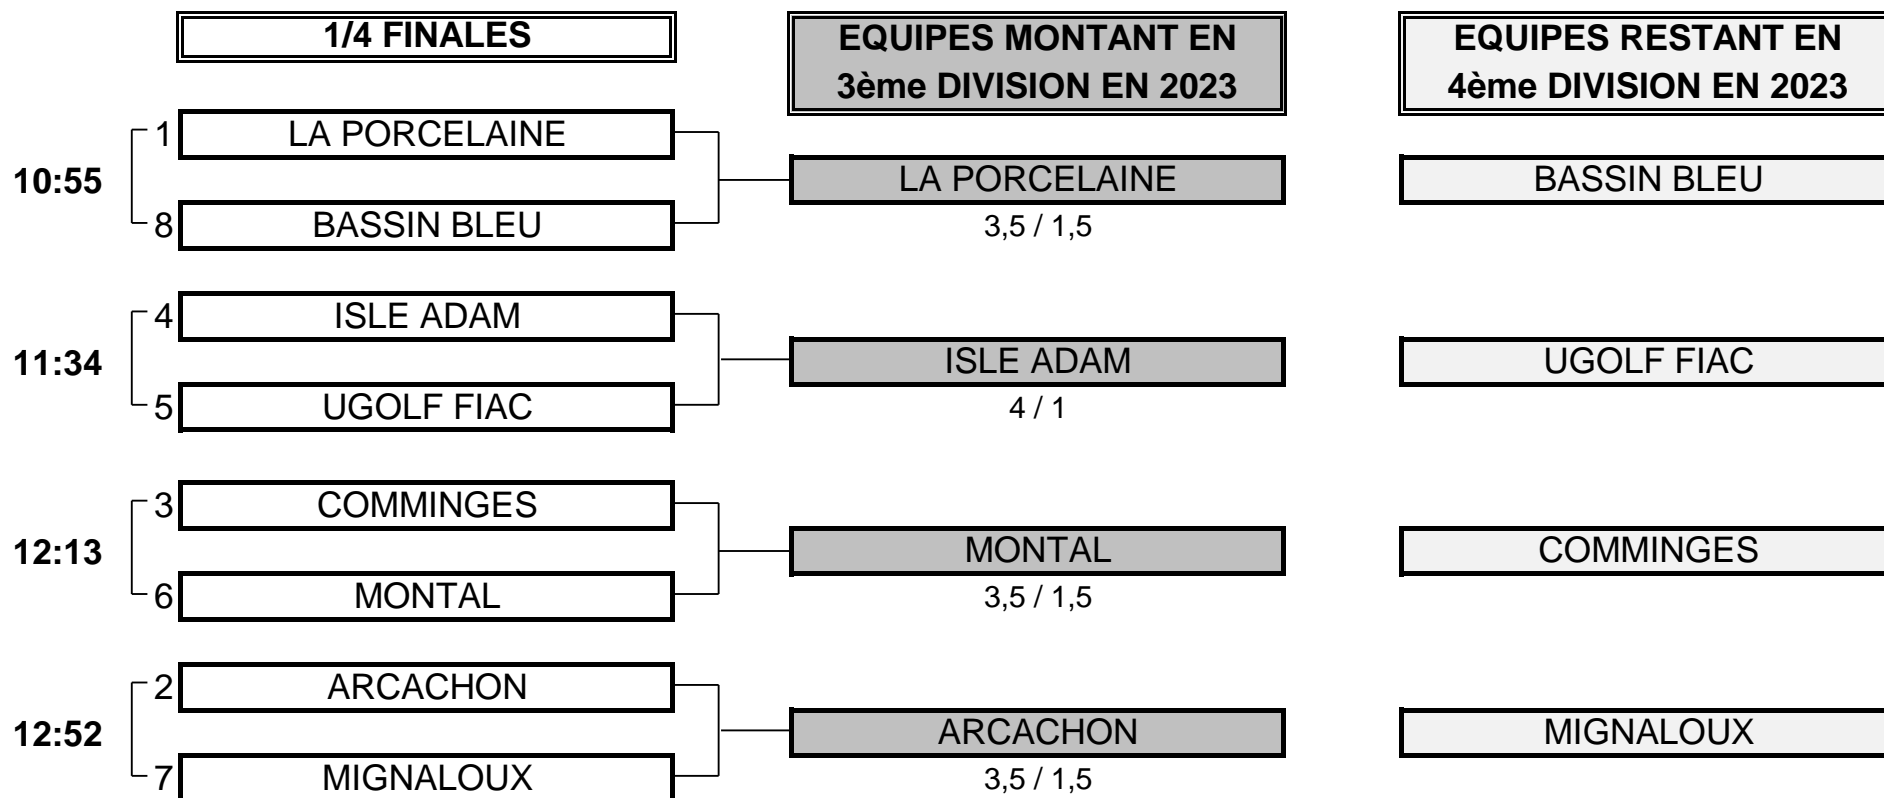 1/4 FINALES
EQUIPES MONTANT EN
3ème DIVISION EN 2023
EQUIPES RESTANT EN
4ème DIVISION EN 2023
10:55
1
LA PORCELAINE
8
BASSIN BLEU
LA PORCELAINE
3,5 / 1,5
BASSIN BLEU
11:34
4
ISLE ADAM
5
UGOLF FIAC
ISLE ADAM
4 / 1
UGOLF FIAC
12:13
3
COMMINGES
6
MONTAL
MONTAL
3,5 / 1,5
COMMINGES
12:52
2
ARCACHON
7
MIGNALOUX
ARCACHON
3,5 / 1,5
MIGNALOUX